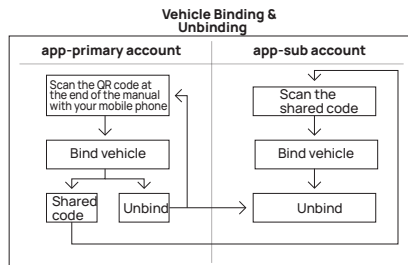 Vehicle Binding &
Unbinding
app-primary account
app-sub account
Scan the QR code at
the end of the manual
with your mobile phone
Scan the
shared code
Bind vehicle
Bind vehicle
Shared
code
Unbind
Unbind